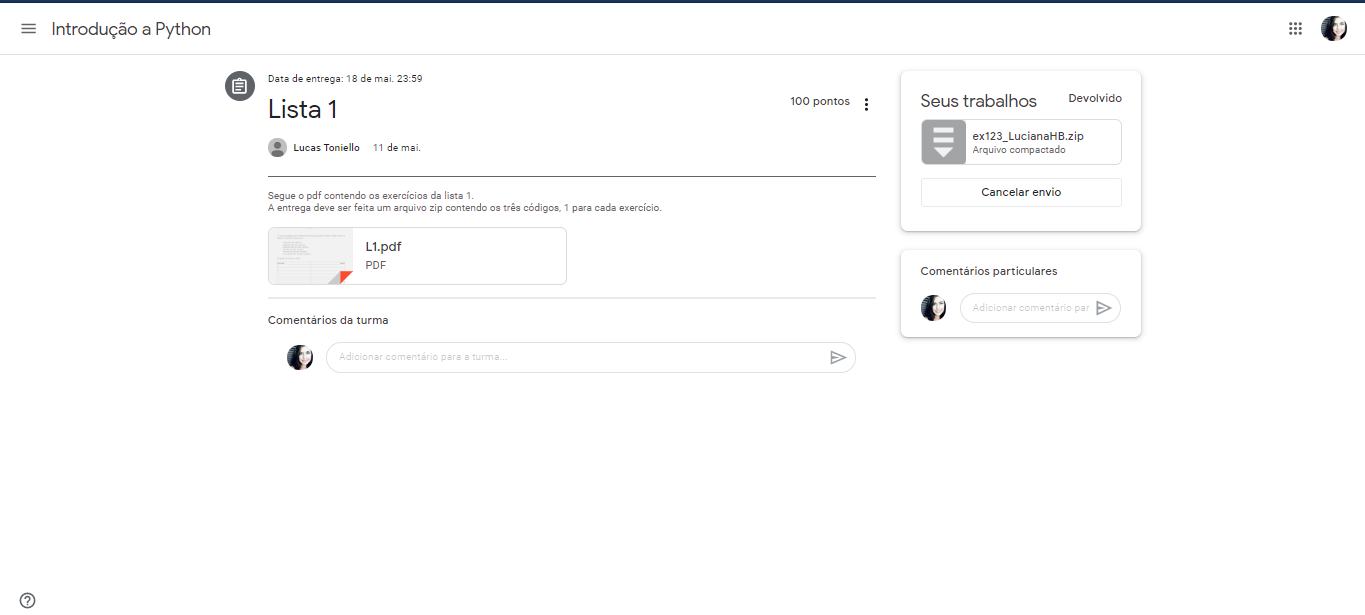 Introdução a Python
Data de entrega: 18 de mai. 23:59
Lista 1
100 pontos
Lucas Toniello 11 de mai.
Segue o pdf contendo os exercícios da lista 1.
A entrega deve ser feita um arquivo zip contendo os três códigos, 1 para cada exercício.
L1.pdf
PDF
Comentários da turma
Adicionar comentário para a turma...
Seus trabalhos
Devolvido
ex123_LucianaHB.zip
Arquivo compactado
Cancelar envio
Comentários particulares
Adicionar comentário par